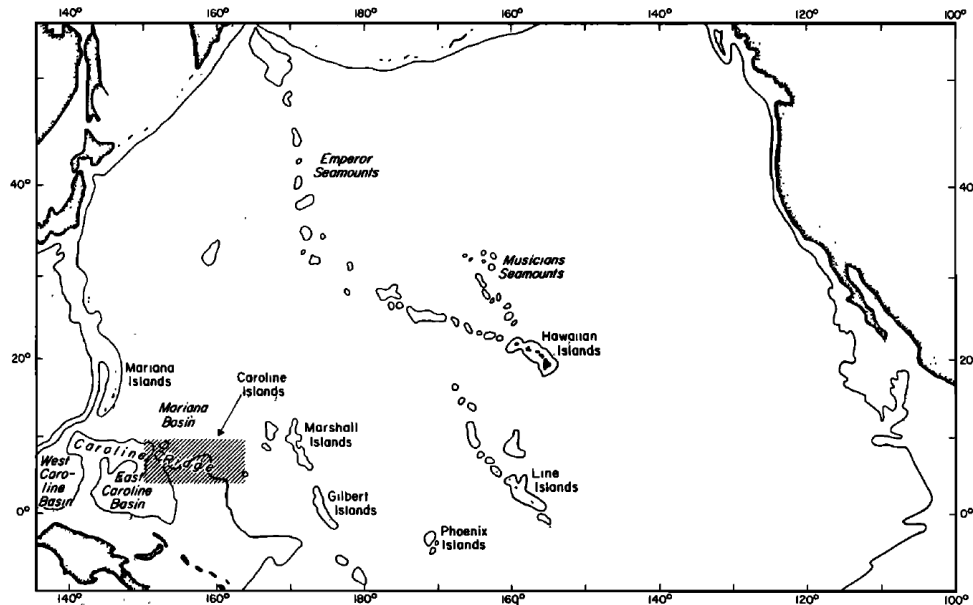 140° 160° 180° 160° 140° 120° 100°
Emperor
Seamounts
40° 40°
Musicians
Seamounts
Hawaiian
Islands
20° 20°
Mariana
Islands
Caroline
Islands
Mariana
Basin
Marshall
Islands
Caroline Ridge
West
Caro-
line
Basin
East
Caroline
Basin
Line
Islands
Gilbert
Islands
0° 0°
Phoenix
Islands
140° 160° 180° 160° 140° 120° 100°